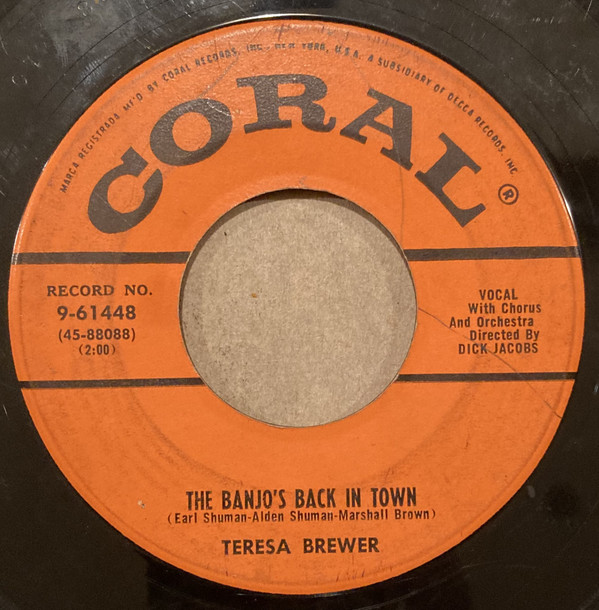 MARCA REGISTRADA MF'D BY CORAL RECORDS, INC., NEW YORK, U.S.A. A SUBSIDIARY OF DECCA RECORDS, INC.
CORAL®
RECORD NO.
9-61448
(45-88088)
(2:00)
VOCAL
With Chorus
And Orchestra
Directed By
DICK JACOBS
THE BANJO'S BACK IN TOWN
(Earl Shuman-Alden Shuman-Marshall Brown)
TERESA BREWER